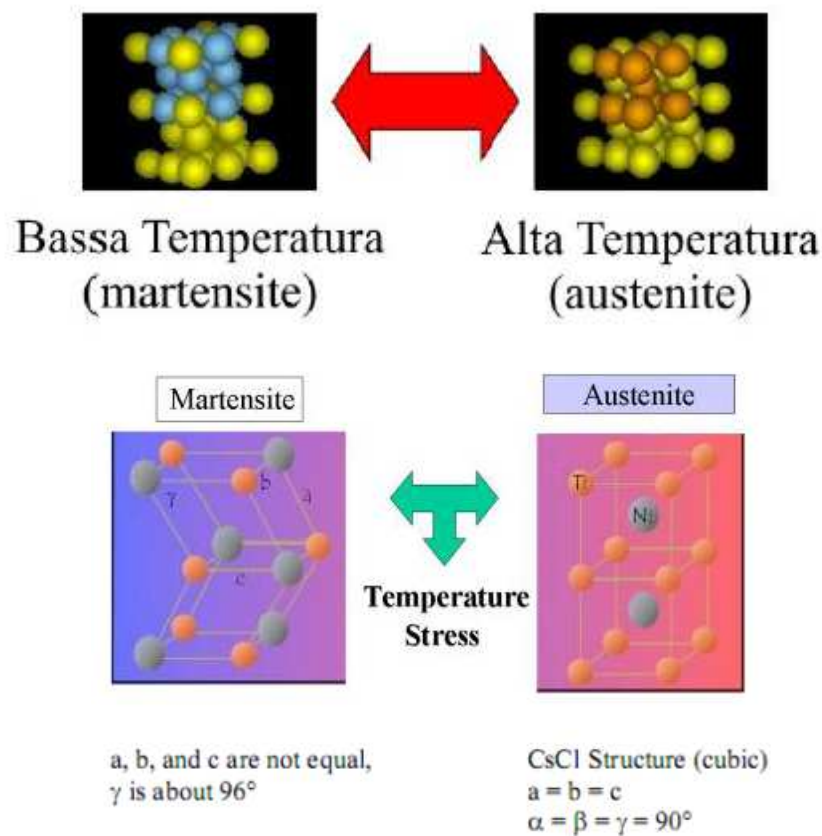 Bassa Temperatura
(martensite)
Alta Temperatura
(austenite)
Martensite
Austenite
γ
b
a
c
Ti
Ni
Temperature
Stress
a, b, and c are not equal,
γ is about 96°
CsCl Structure (cubic)
a = b = c
α = β = γ = 90°